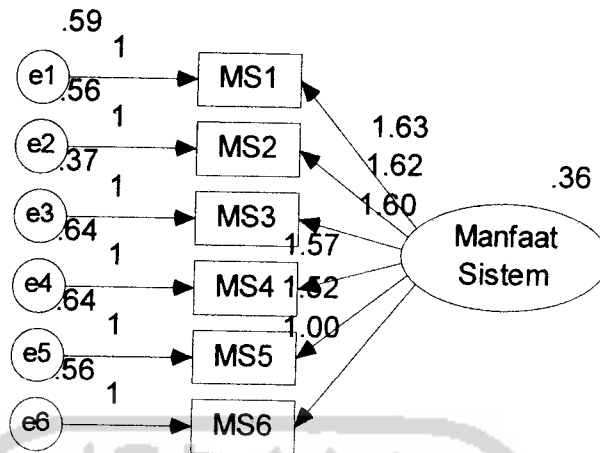 .59
1
e1
MS1
.56
1
1.63
e2
MS2
1.62
.37
1
1.60
.36
e3
MS3
Manfaat
Sistem
.64
1
1.57
e4
MS4
1.52
.64
1
1.00
e5
MS5
.56
1
e6
MS6